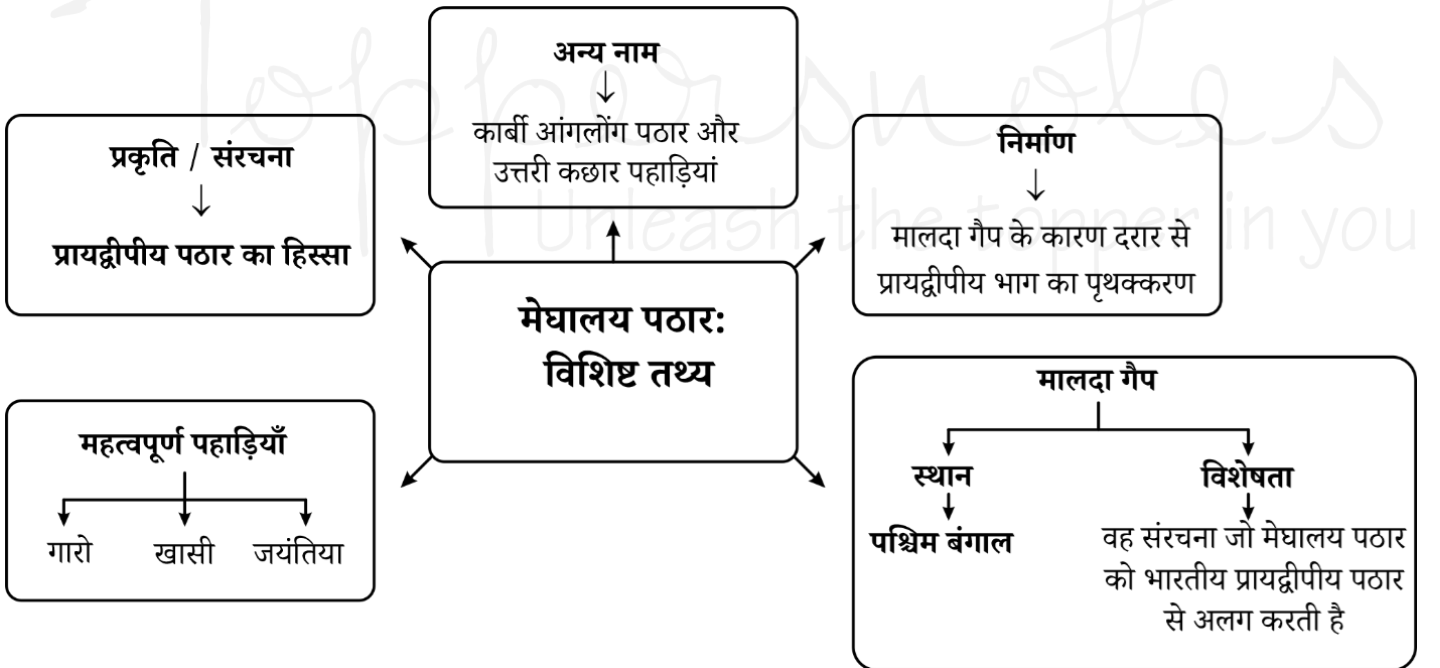 Toppersnotes
Unleash the topper in you
अन्य नाम
कार्बी आंगलोंग पठार और
उत्तरी कछार पहाड़ियां
प्रकृति / संरचना
प्रायद्वीपीय पठार का हिस्सा
निर्माण
मालदा गैप के कारण दरार से
प्रायद्वीपीय भाग का पृथक्करण
मेघालय पठार:
विशिष्ट तथ्य
महत्वपूर्ण पहाड़ियाँ
गारो खासी जयंतिया
मालदा गैप
स्थान विशेषता
पश्चिम बंगाल
वह संरचना जो मेघालय पठार
को भारतीय प्रायद्वीपीय पठार
से अलग करती है